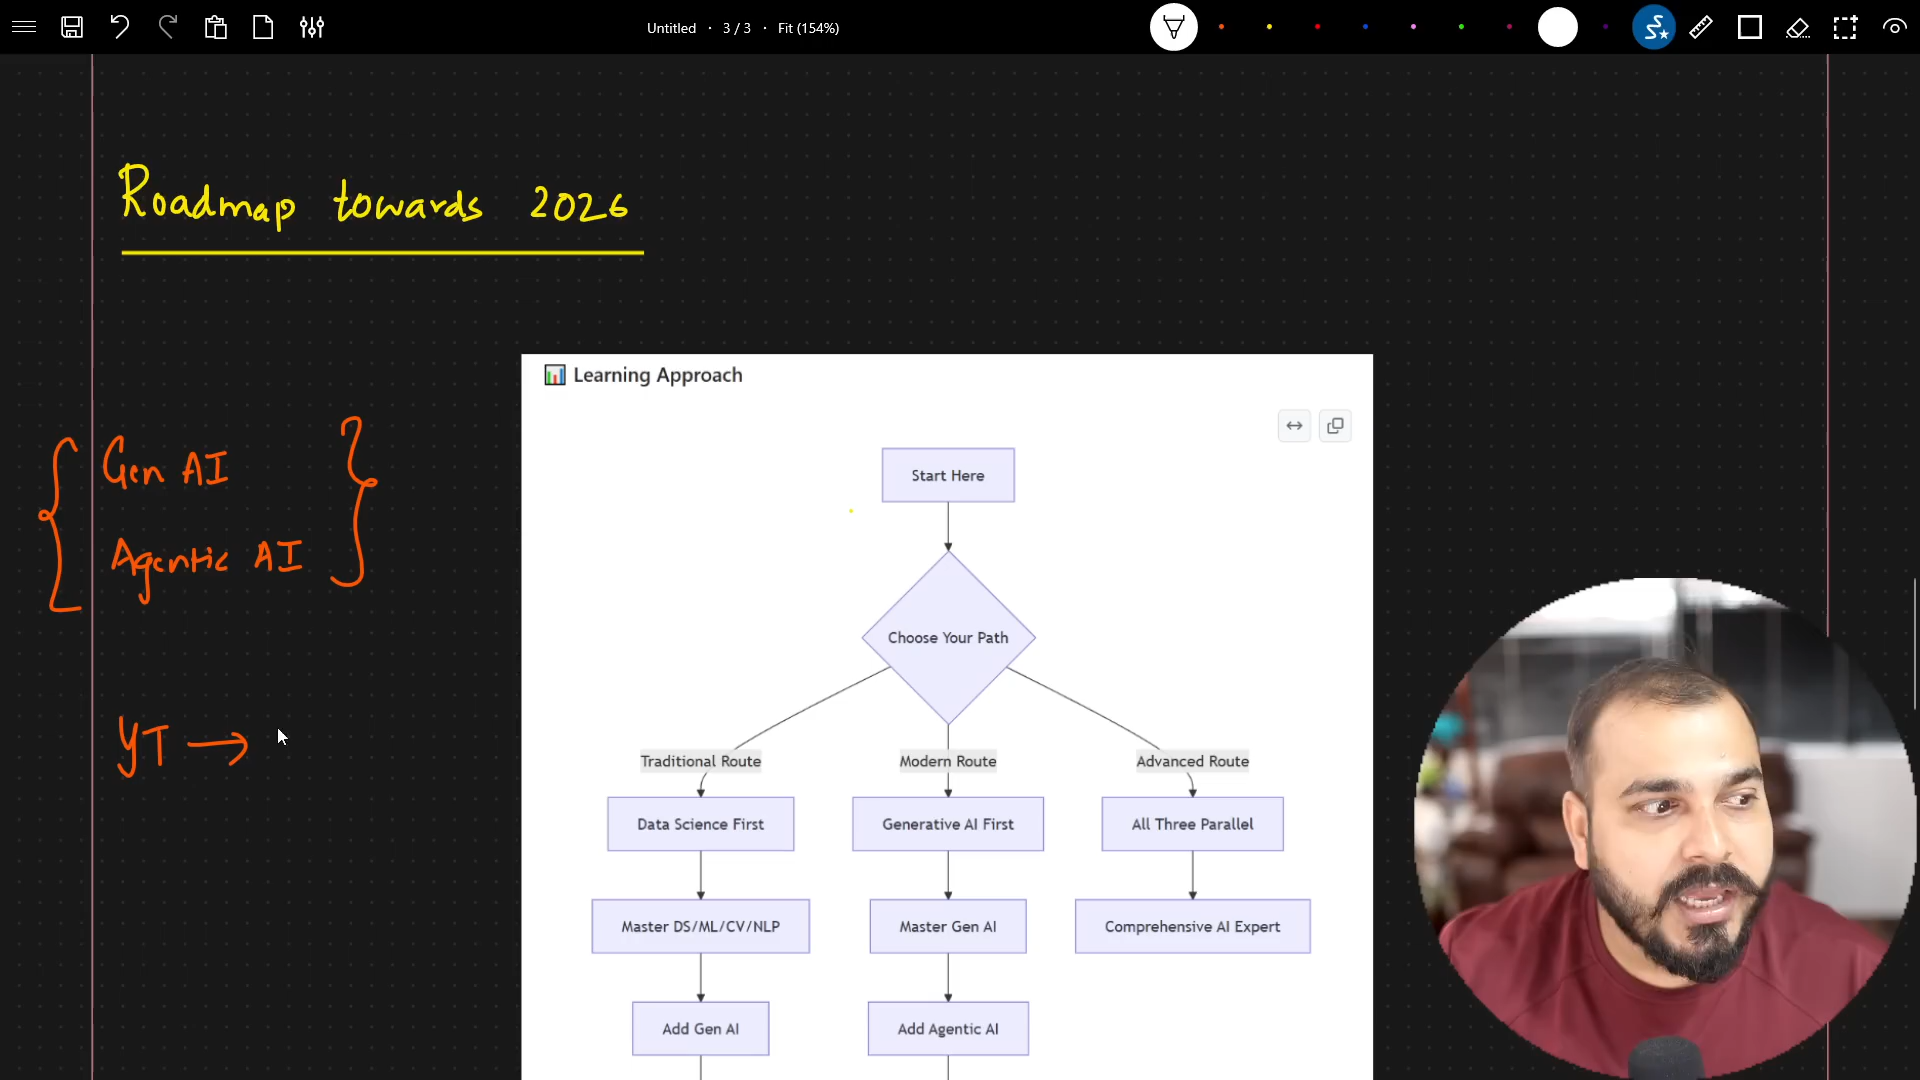 Untitled · 3 / 3 · Fit (154%)
Roadmap towards 2026
Gen AI
Agentic AI
YT →
📊 Learning Approach
Start Here
Choose Your Path
Traditional Route
Modern Route
Advanced Route
Data Science First
Generative AI First
All Three Parallel
Master DS/ML/CV/NLP
Master Gen AI
Comprehensive AI Expert
Add Gen AI
Add Agentic AI